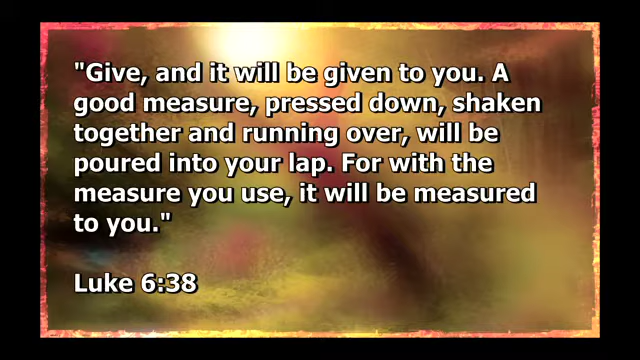 "Give, and it will be given to you. A
good measure, pressed down, shaken
together and running over, will be
poured into your lap. For with the
measure you use, it will be measured
to you."
Luke 6:38